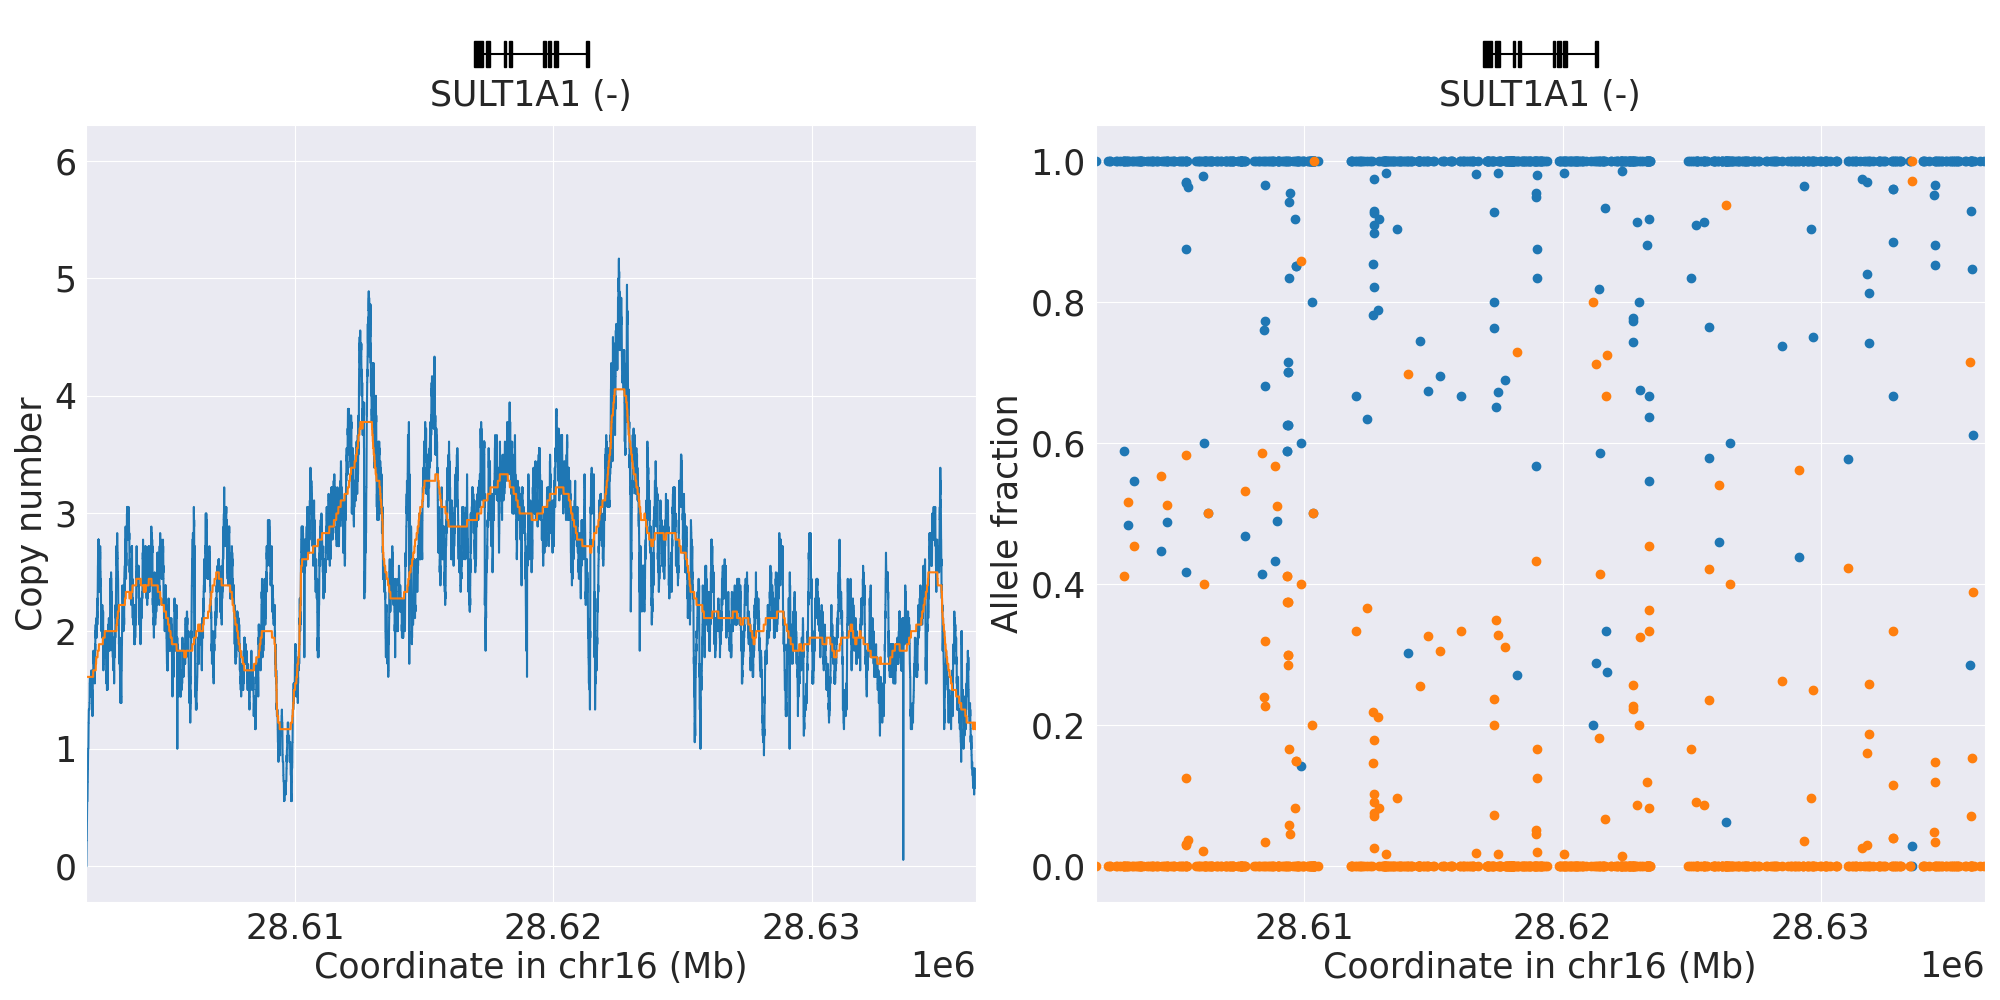 SULT1A1 (-)
6
5
4
3
2
1
0
Copy number
28.61
28.62
28.63
Coordinate in chr16 (Mb)
1e6
SULT1A1 (-)
1.0
0.8
0.6
0.4
0.2
0.0
Allele fraction
28.61
28.62
28.63
Coordinate in chr16 (Mb)
1e6